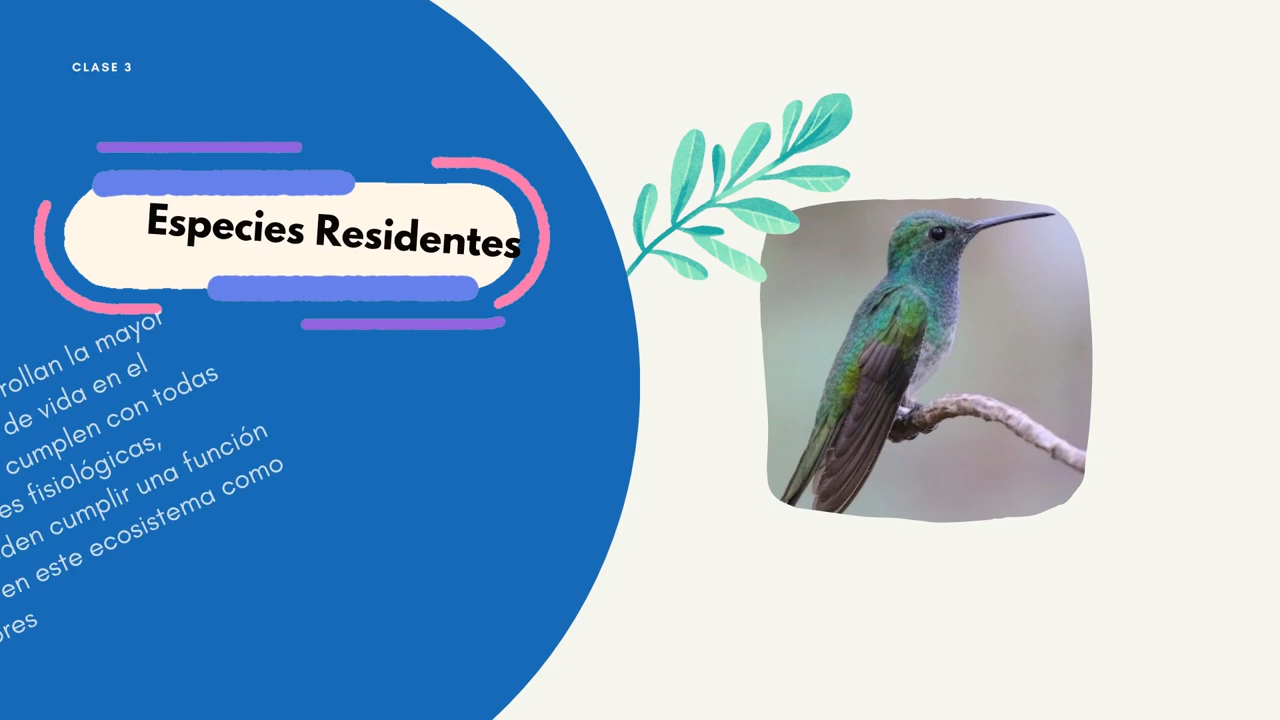 CLASE 3
Especies Residentes
rollan la mayor
de vida en el
cumplen con todas
es fisiológicas,
den cumplir una función
en este ecosistema como
ores